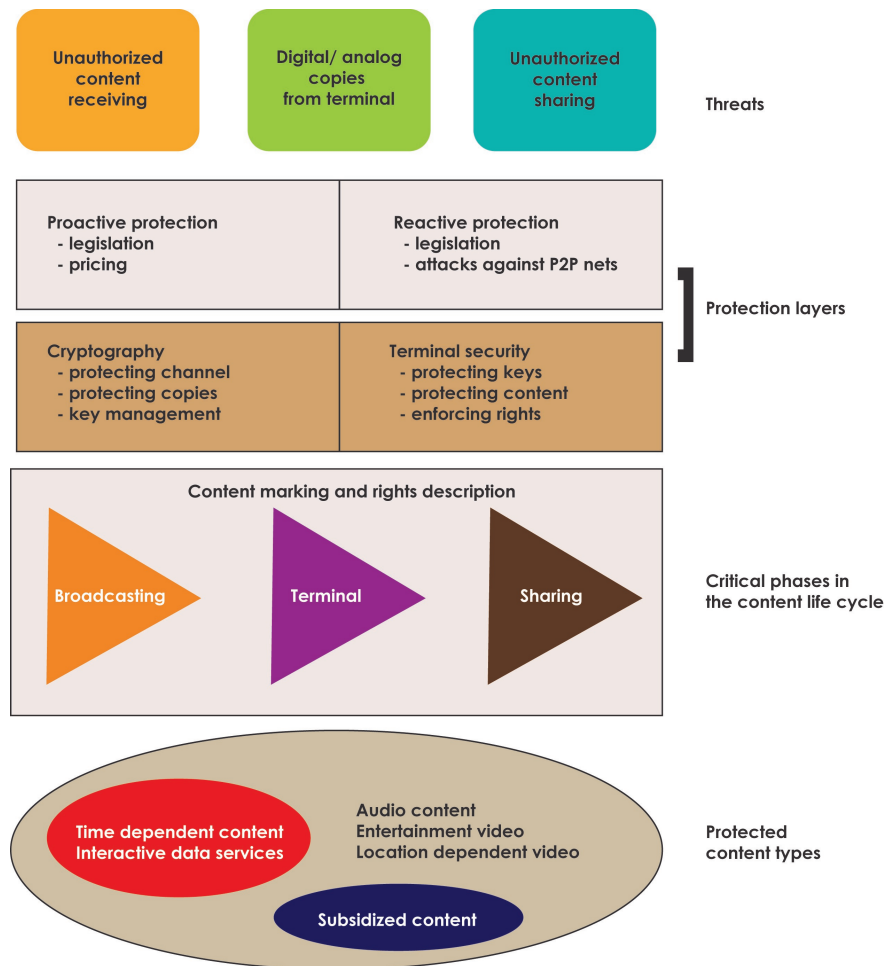 Unauthorized
content
receiving
Digital/ analog
copies
from terminal
Unauthorized
content
sharing
Threats
Proactive protection
- legislation
- pricing
Reactive protection
- legislation
- attacks against P2P nets
Protection layers
Cryptography
- protecting channel
- protecting copies
- key management
Terminal security
- protecting keys
- protecting content
- enforcing rights
Content marking and rights description
Broadcasting
Terminal
Sharing
Critical phases in
the content life cycle
Time dependent content
Interactive data services
Audio content
Entertainment video
Location dependent video
Subsidized content
Protected
content types